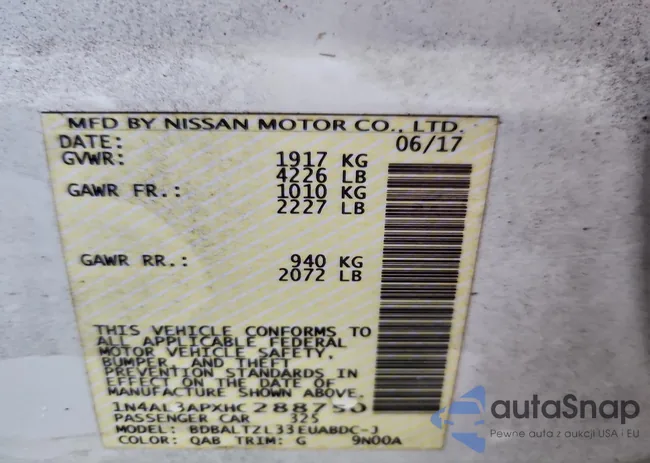 MFD BY NISSAN MOTOR CO., LTD.
DATE: 06/17
GVWR: 1917 KG
4226 LB
GAWR FR.: 1010 KG
2227 LB
GAWR RR.: 940 KG
2072 LB
THIS VEHICLE CONFORMS TO
ALL APPLICABLE FEDERAL
MOTOR VEHICLE SAFETY,
BUMPER, AND THEFT
PREVENTION STANDARDS IN
EFFECT ON THE DATE OF
MANUFACTURE SHOWN ABOVE.
1N4AL3APXHC288750
PASSENGER CAR 325
MODEL: BDBALTZL33EUABDC-J
COLOR: QAB TRIM: G 9N00A
autoSnap
Pewne auta z aukcji USA i EU